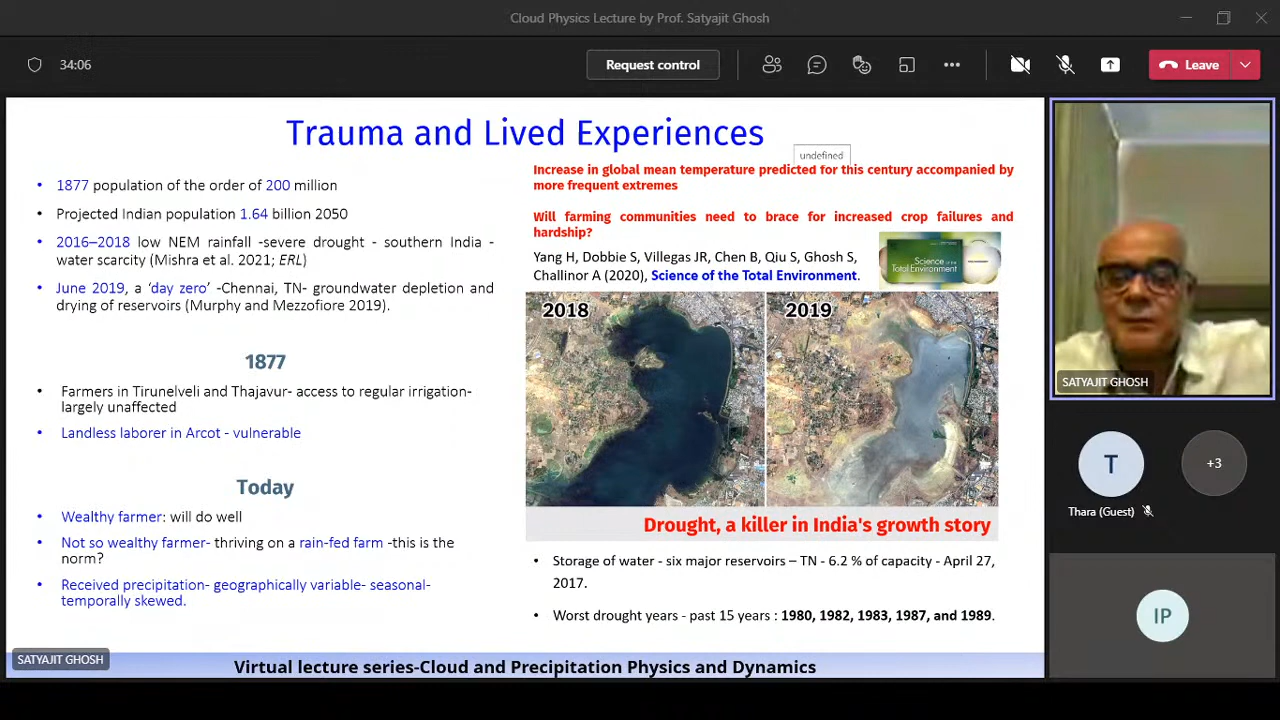 Cloud Physics Lecture by Prof. Satyajit Ghosh
34:06
Request control
Leave
Trauma and Lived Experiences
undefined
• 1877 population of the order of 200 million
• Projected Indian population 1.64 billion 2050
• 2016–2018 low NEM rainfall -severe drought - southern India -
water scarcity (Mishra et al. 2021; ERL)
• June 2019, a ‘day zero’ -Chennai, TN- groundwater depletion and
drying of reservoirs (Murphy and Mezzofiore 2019).
1877
• Farmers in Tirunelveli and Thajavur- access to regular irrigation-
largely unaffected
• Landless laborer in Arcot - vulnerable
Today
• Wealthy farmer: will do well
• Not so wealthy farmer- thriving on a rain-fed farm -this is the
norm?
• Received precipitation- geographically variable- seasonal-
temporally skewed.
Increase in global mean temperature predicted for this century accompanied by
more frequent extremes
Will farming communities need to brace for increased crop failures and
hardship?
Yang H, Dobbie S, Villegas JR, Chen B, Qiu S, Ghosh S,
Challinor A (2020), Science of the Total Environment.
Science of the
Total Environment
2018
2019
Drought, a killer in India's growth story
• Storage of water - six major reservoirs – TN - 6.2 % of capacity - April 27,
2017.
• Worst drought years - past 15 years : 1980, 1982, 1983, 1987, and 1989.
SATYAJIT GHOSH
Virtual lecture series-Cloud and Precipitation Physics and Dynamics
SATYAJIT GHOSH
T
+3
Thara (Guest)
IP